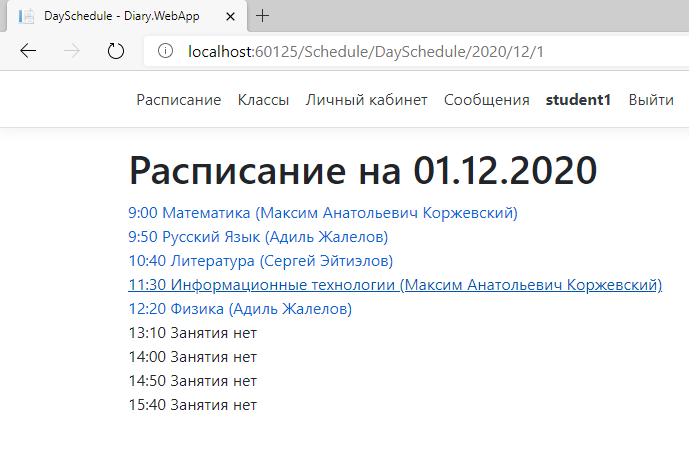 DaySchedule - Diary.WebApp
localhost:60125/Schedule/DaySchedule/2020/12/1
Расписание Классы Личный кабинет Сообщения student1 Выйти
Расписание на 01.12.2020
9:00 Математика (Максим Анатольевич Коржевский)
9:50 Русский Язык (Адиль Жалелов)
10:40 Литература (Сергей Эйтиэлов)
11:30 Информационные технологии (Максим Анатольевич Коржевский)
12:20 Физика (Адиль Жалелов)
13:10 Занятия нет
14:00 Занятия нет
14:50 Занятия нет
15:40 Занятия нет